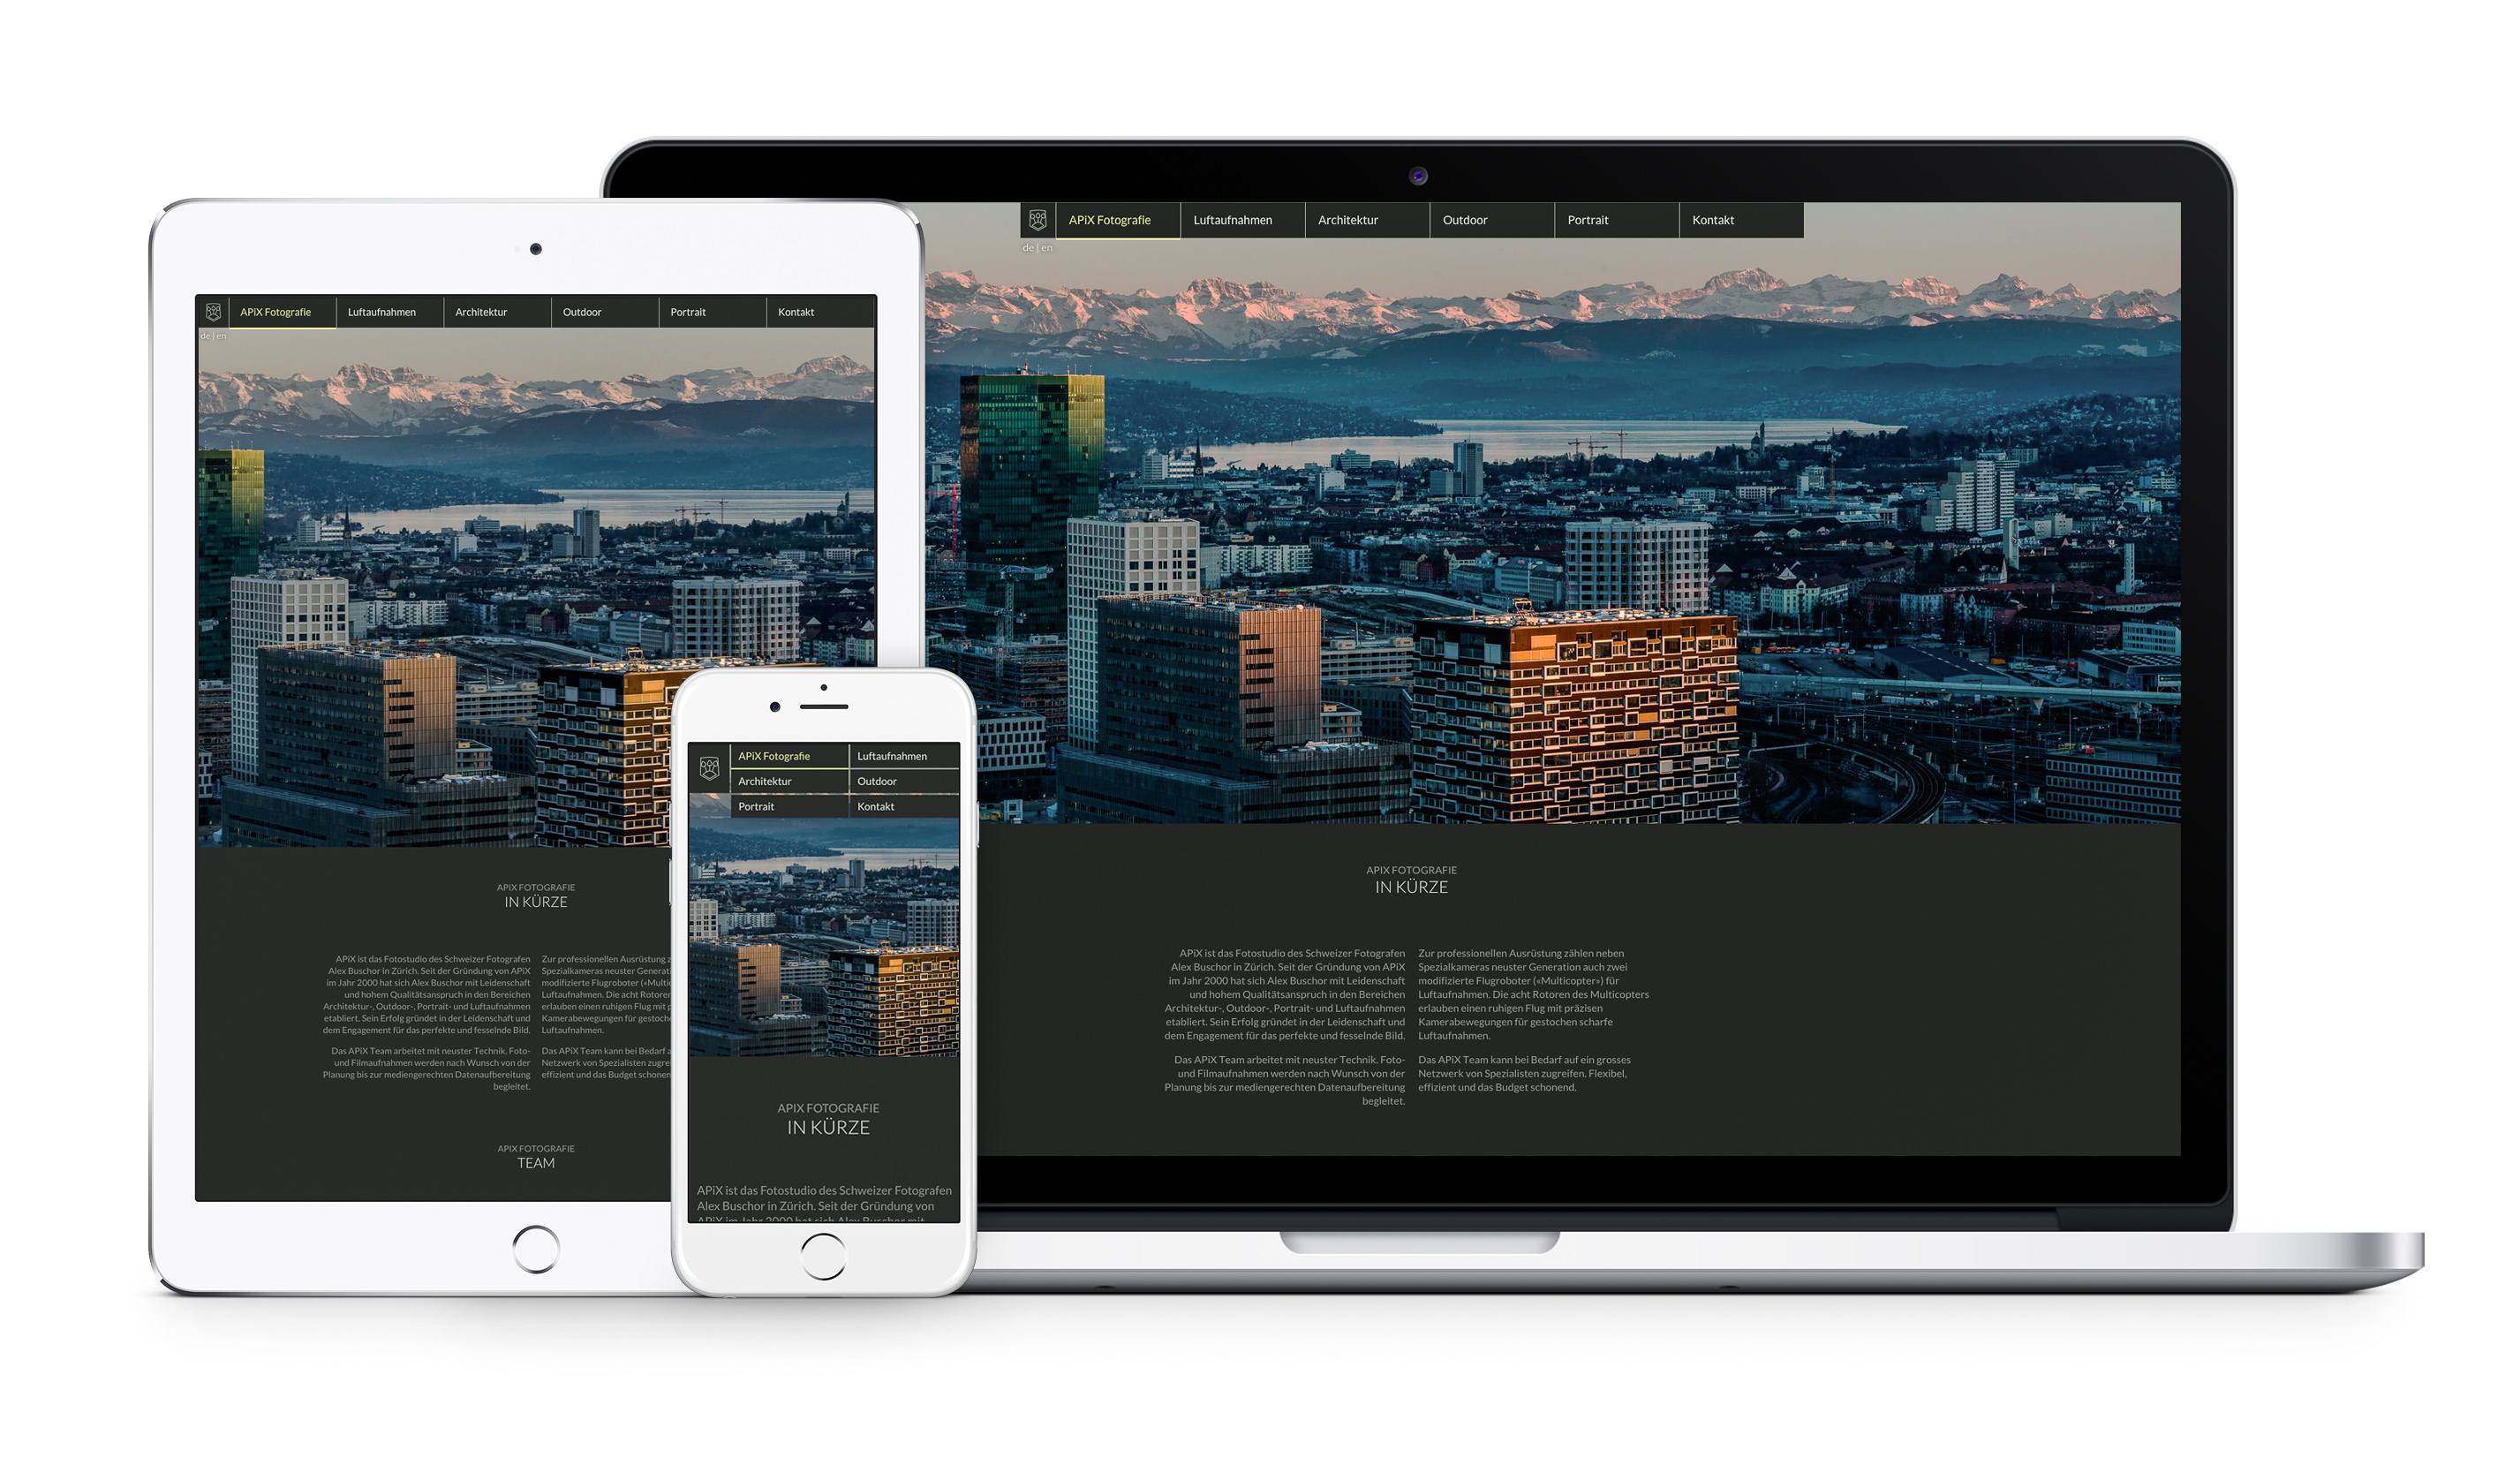 APiX Fotografie
Luftaufnahmen
Architektur
Outdoor
Portrait
Kontakt
de | en
APIX FOTOGRAFIE
IN KÜRZE
APiX ist das Fotostudio des Schweizer Fotografen
Alex Buschor in Zürich. Seit der Gründung von APiX
im Jahr 2000 hat sich Alex Buschor mit Leidenschaft
und hohem Qualitätsanspruch in den Bereichen
Architektur-, Outdoor-, Portrait- und Luftaufnahmen
etabliert. Sein Erfolg gründet in der Leidenschaft und
dem Engagement für das perfekte und fesselnde Bild.
Das APiX Team arbeitet mit neuster Technik. Foto-
und Filmaufnahmen werden nach Wunsch von der
Planung bis zur mediengerechten Datenaufbereitung
begleitet.
Zur professionellen Ausrüstung z
Spezialkameras neuster Generati
modifizierte Flugroboter («Multic
Luftaufnahmen. Die acht Rotoren
erlauben einen ruhigen Flug mit p
Kamerabewegungen für gestoche
Luftaufnahmen.
Das APiX Team kann bei Bedarf a
Netzwerk von Spezialisten zugre
effizient und das Budget schonen
APIX FOTOGRAFIE
TEAM
APiX Fotografie
Luftaufnahmen
Architektur
Outdoor
Portrait
Kontakt
APIX FOTOGRAFIE
IN KÜRZE
APiX ist das Fotostudio des Schweizer Fotografen
Alex Buschor in Zürich. Seit der Gründung von
APiX im Jahr 2000 hat sich Alex Buschor mit
APiX Fotografie
Luftaufnahmen
Architektur
Outdoor
Portrait
Kontakt
de | en
APIX FOTOGRAFIE
IN KÜRZE
APiX ist das Fotostudio des Schweizer Fotografen
Alex Buschor in Zürich. Seit der Gründung von APiX
im Jahr 2000 hat sich Alex Buschor mit Leidenschaft
und hohem Qualitätsanspruch in den Bereichen
Architektur-, Outdoor-, Portrait- und Luftaufnahmen
etabliert. Sein Erfolg gründet in der Leidenschaft und
dem Engagement für das perfekte und fesselnde Bild.
Das APiX Team arbeitet mit neuster Technik. Foto-
und Filmaufnahmen werden nach Wunsch von der
Planung bis zur mediengerechten Datenaufbereitung
begleitet.
Zur professionellen Ausrüstung zählen neben
Spezialkameras neuster Generation auch zwei
modifizierte Flugroboter («Multicopter») für
Luftaufnahmen. Die acht Rotoren des Multicopters
erlauben einen ruhigen Flug mit präzisen
Kamerabewegungen für gestochen scharfe
Luftaufnahmen.
Das APiX Team kann bei Bedarf auf ein grosses
Netzwerk von Spezialisten zugreifen. Flexibel,
effizient und das Budget schonend.